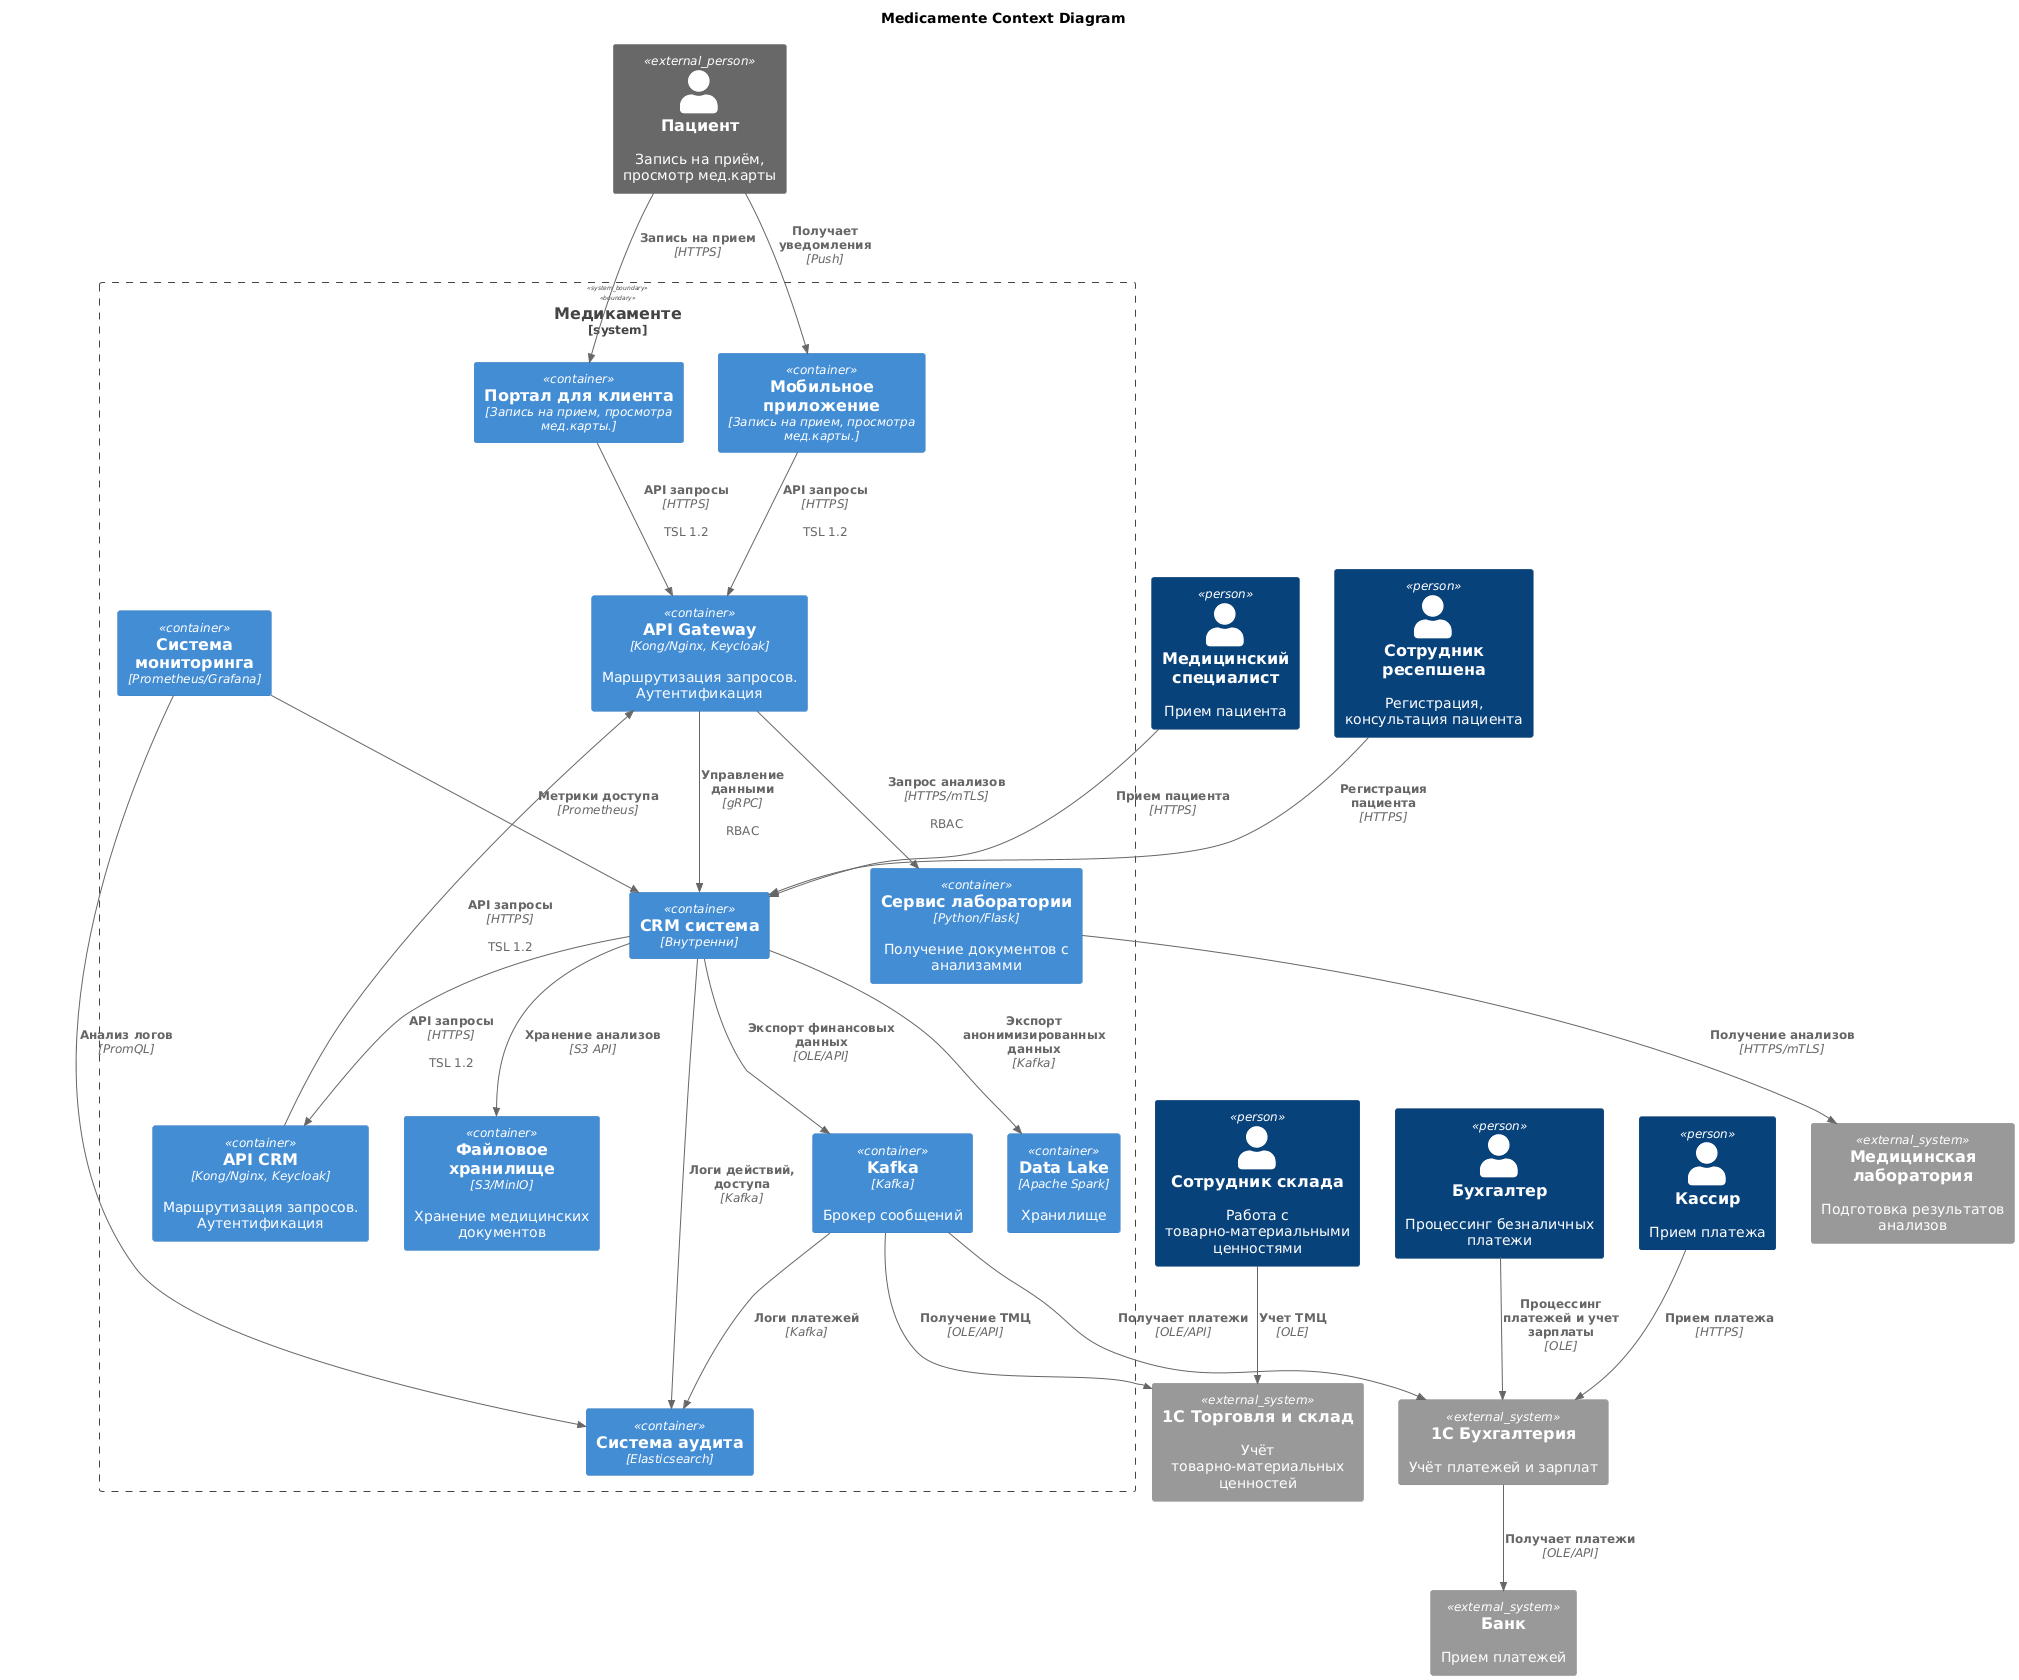 Medicamente Context Diagram
«external_person»
Пациент
Запись на приём,
просмотр мед.карты
Запись на прием
[HTTPS]
Получает
уведомления
[Push]
«system_boundary»
«boundary»
Медикаменте
[system]
«container»
Портал для клиента
[Запись на прием, просмотра
мед.карты.]
«container»
Мобильное
приложение
[Запись на прием, просмотра
мед.карты.]
API запросы
[HTTPS]
TSL 1.2
API запросы
[HTTPS]
TSL 1.2
«container»
Система
мониторинга
[Prometheus/Grafana]
«container»
API Gateway
[Kong/Nginx, Keycloak]
Маршрутизация запросов.
Аутентификация
«person»
Медицинский
специалист
Прием пациента
«person»
Сотрудник
ресепшена
Регистрация,
консультация пациента
Метрики доступа
[Prometheus]
Управление
данными
[gRPC]
RBAC
Запрос анализов
[HTTPS/mTLS]
RBAC
Прием пациента
[HTTPS]
Регистрация
пациента
[HTTPS]
API запросы
[HTTPS]
TSL 1.2
«container»
CRM система
[Внутренни]
«container»
Сервис лаборатории
[Python/Flask]
Получение документов с
анализамми
Анализ логов
[PromQL]
API запросы
[HTTPS]
TSL 1.2
Хранение анализов
[S3 API]
Экспорт финансовых
данных
[OLE/API]
Экспорт
анонимизированных
данных
[Kafka]
Получение анализов
[HTTPS/mTLS]
«container»
API CRM
[Kong/Nginx, Keycloak]
Маршрутизация запросов.
Аутентификация
«container»
Файловое
хранилище
[S3/MinIO]
Хранение медицинских
документов
Логи действий,
доступа
[Kafka]
«container»
Kafka
[Kafka]
Брокер сообщений
«container»
Data Lake
[Apache Spark]
Хранилище
«person»
Сотрудник склада
Работа с
товарно-материальными
ценностями
«person»
Бухгалтер
Процессинг безналичных
платежи
«person»
Кассир
Прием платежа
«external_system»
Медицинская
лаборатория
Подготовка результатов
анализов
Логи платежей
[Kafka]
Получение ТМЦ
[OLE/API]
Получает платежи
[OLE/API]
Учет ТМЦ
[OLE]
Процессинг
платежей и учет
зарплаты
[OLE]
Прием платежа
[HTTPS]
«container»
Система аудита
[Elasticsearch]
«external_system»
1С Торговля и склад
Учёт
товарно-материальных
ценностей
«external_system»
1С Бухгалтерия
Учёт платежей и зарплат
Получает платежи
[OLE/API]
«external_system»
Банк
Прием платежей